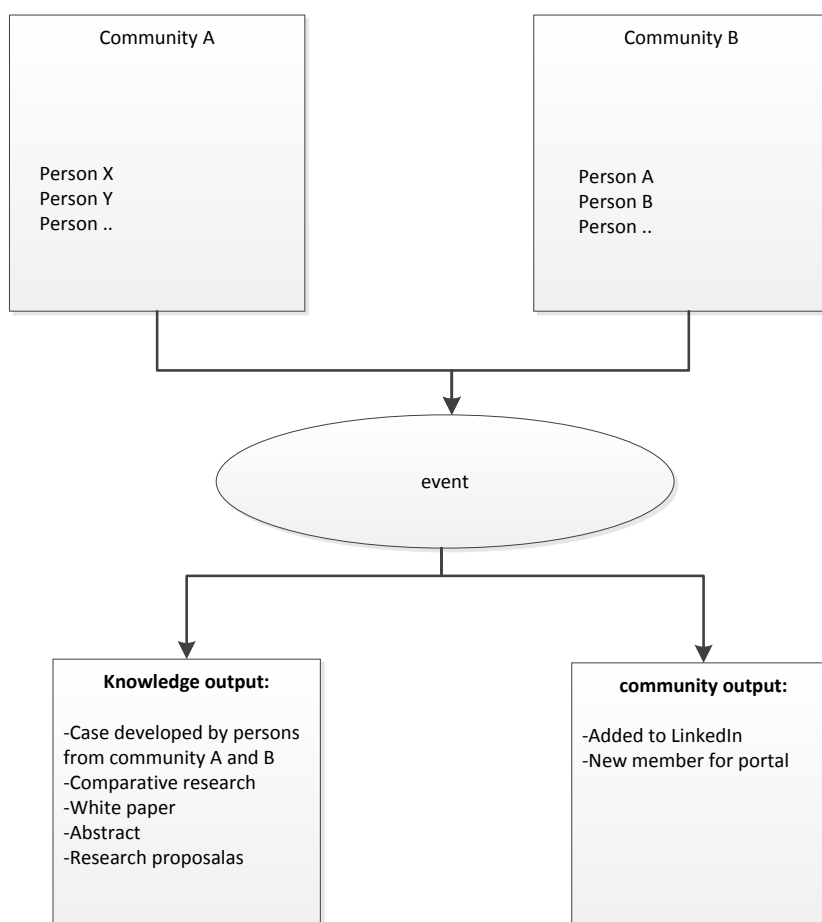 Community A
Person X
Person Y
Person ..
Community B
Person A
Person B
Person ..
event
Knowledge output:
-Case developed by persons
from community A and B
-Comparative research
-White paper
-Abstract
-Research proposalas
community output:
-Added to LinkedIn
-New member for portal